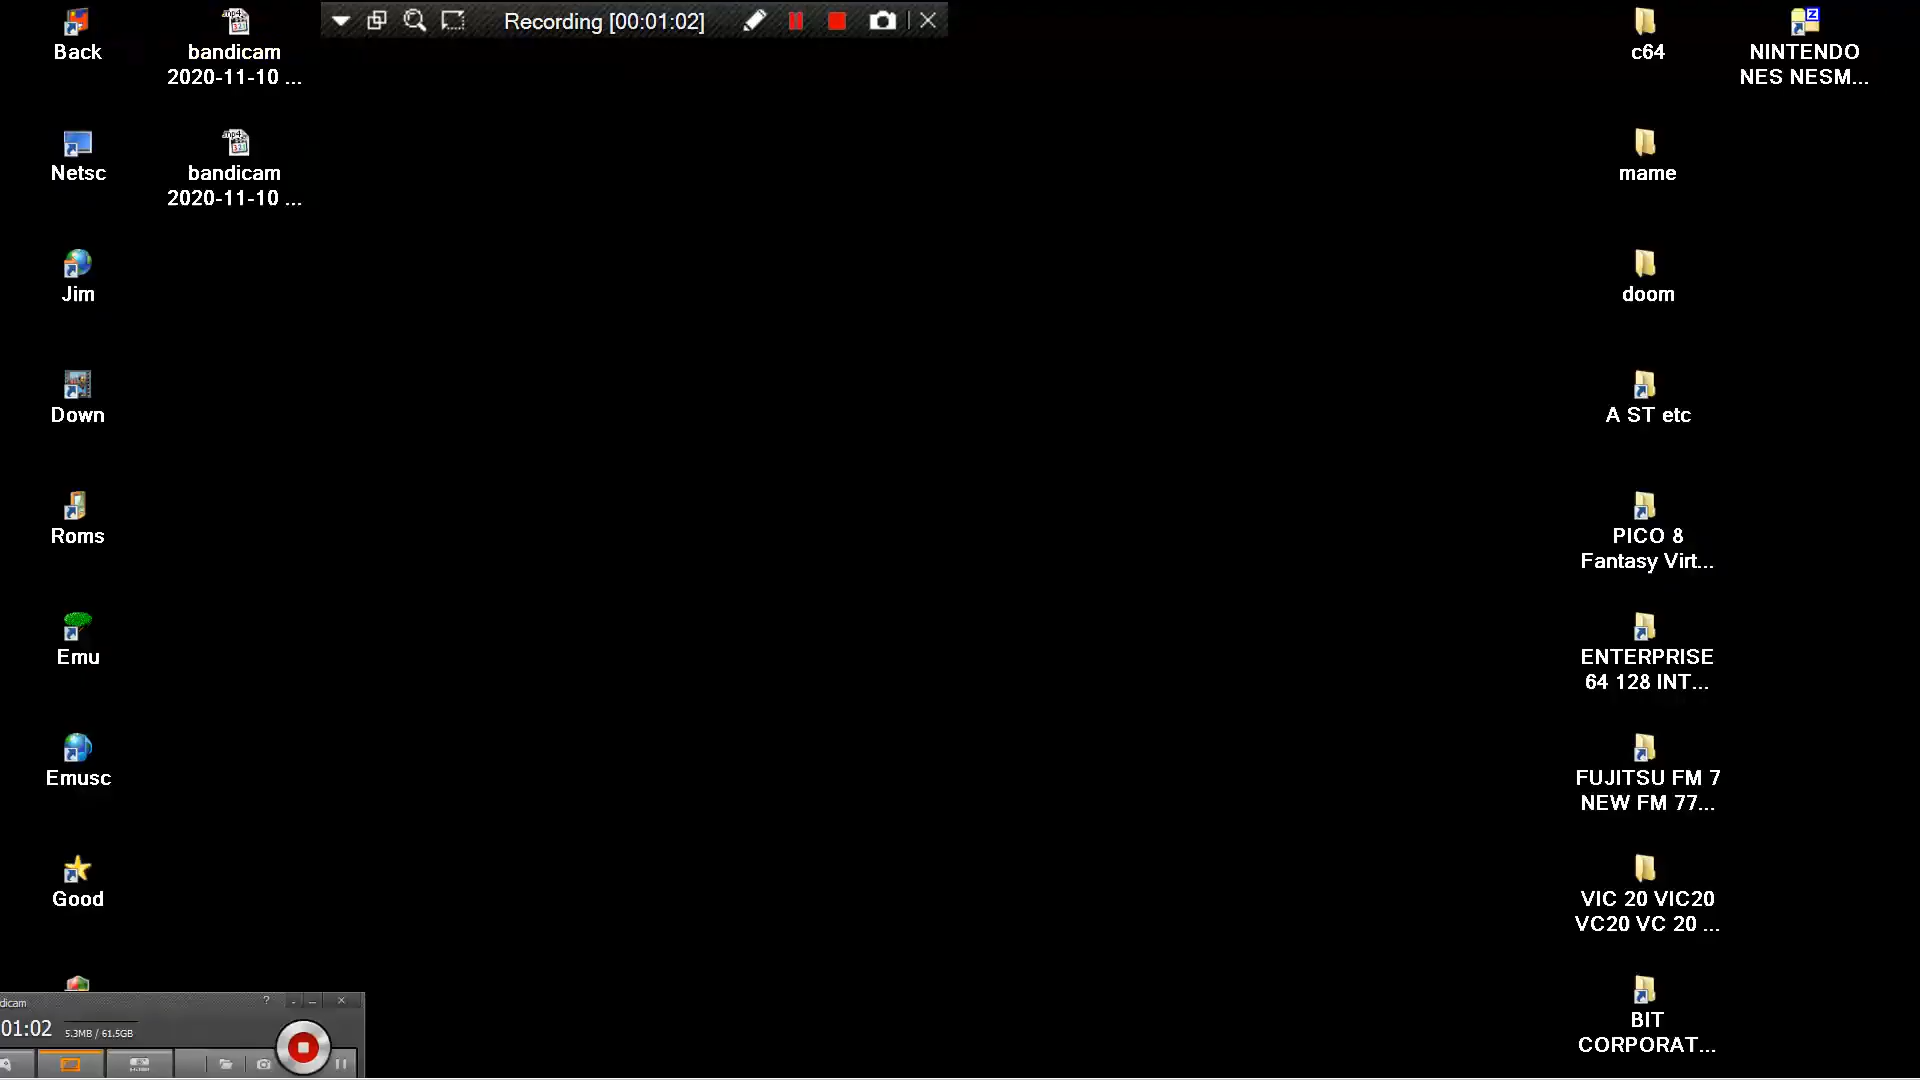 Recording [00:01:02]
Back
bandicam
2020-11-10 ...
Netsc
bandicam
2020-11-10 ...
Jim
Down
Roms
Emu
Emusc
Good
c64
NINTENDO
NES NESM...
mame
doom
A ST etc
PICO 8
Fantasy Virt...
ENTERPRISE
64 128 INT...
FUJITSU FM 7
NEW FM 77...
VIC 20 VIC20
VC20 VC 20 ...
BIT
CORPORAT...
dicam
01:02
5.3MB / 61.5GB